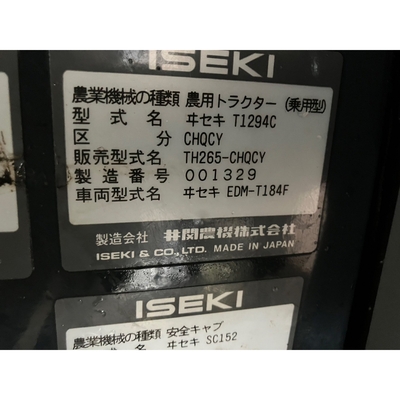 ISEKI
農業機械の種類 農用トラクター (乗用型)
型式名 ヰセキ T1294C
区分 CHQCY
販売型式名 TH265-CHQCY
製造番号 001329
車両型式名 ヰセキ EDM-T184F
製造会社 井関農機株式会社
ISEKI & CO., LTD. MADE IN JAPAN
ISEKI
農業機械の種類 安全キャブ
型式名 ヰセキ SC152